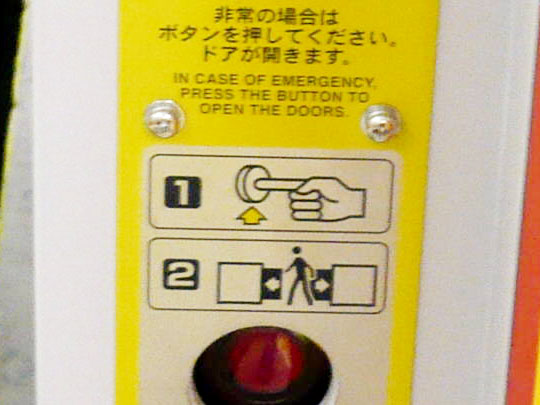 非常の場合は
ボタンを押してください。
ドアが開きます。
IN CASE OF EMERGENCY,
PRESS THE BUTTON TO
OPEN THE DOORS.
1
2